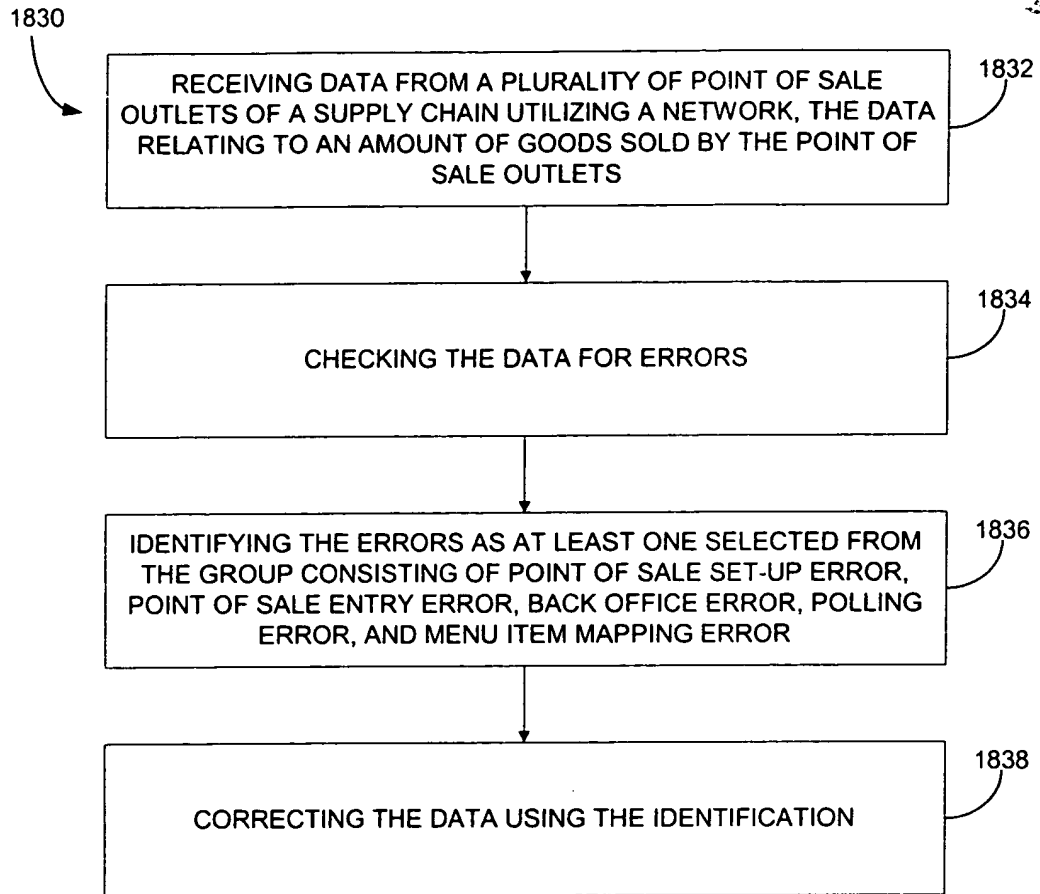 1830
RECEIVING DATA FROM A PLURALITY OF POINT OF SALE
OUTLETS OF A SUPPLY CHAIN UTILIZING A NETWORK, THE DATA
RELATING TO AN AMOUNT OF GOODS SOLD BY THE POINT OF
SALE OUTLETS
1832
CHECKING THE DATA FOR ERRORS
1834
IDENTIFYING THE ERRORS AS AT LEAST ONE SELECTED FROM
THE GROUP CONSISTING OF POINT OF SALE SET-UP ERROR,
POINT OF SALE ENTRY ERROR, BACK OFFICE ERROR, POLLING
ERROR, AND MENU ITEM MAPPING ERROR
1836
CORRECTING THE DATA USING THE IDENTIFICATION
1838